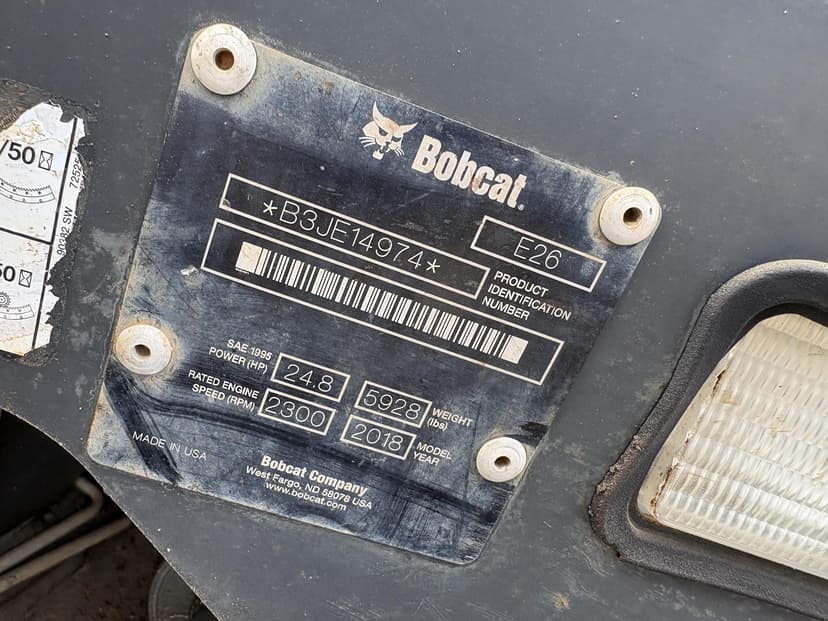 /50
90382 SW
50
Bobcat
*B3JE14974*
E26
PRODUCT
IDENTIFICATION
NUMBER
SAE 1995
POWER (HP)
24.8
5928
WEIGHT
(lbs)
RATED ENGINE
SPEED (RPM)
2300
2018
MODEL
YEAR
MADE IN USA
Bobcat Company
West Fargo, ND 58078 USA
www.bobcat.com